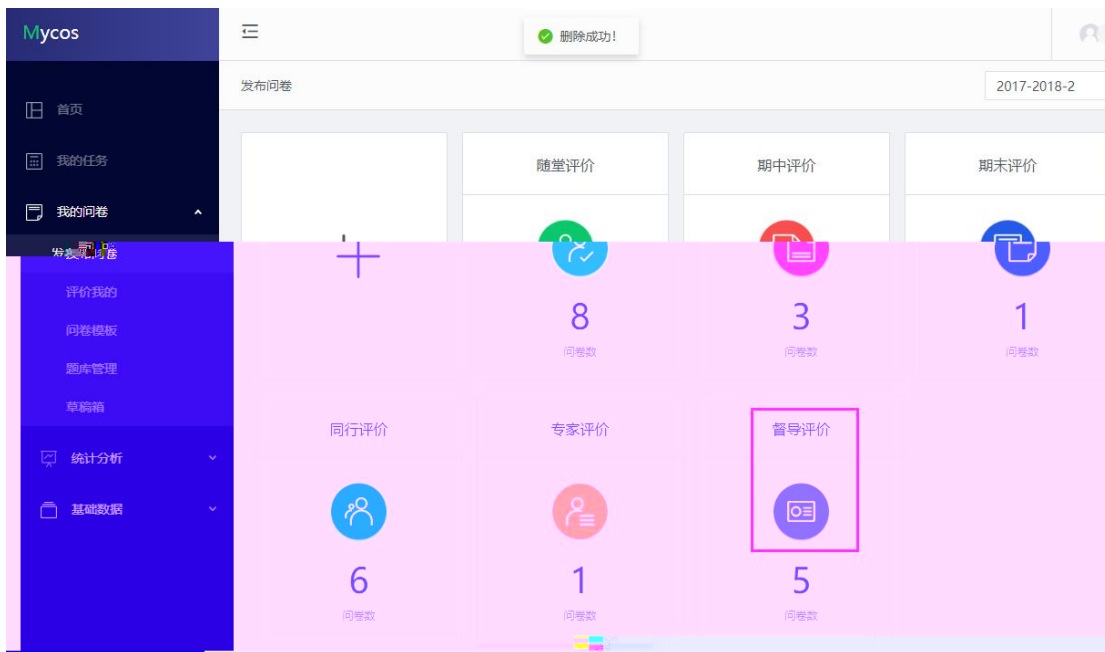 Mycos
删除成功!
发布问卷
2017-2018-2
首页
我的任务
我的问卷
评价我的
问卷模板
题库管理
草稿箱
统计分析
基础数据
随堂评价
8
问卷数
期中评价
3
问卷数
期末评价
1
问卷数
同行评价
6
问卷数
专家评价
1
问卷数
督导评价
5
问卷数